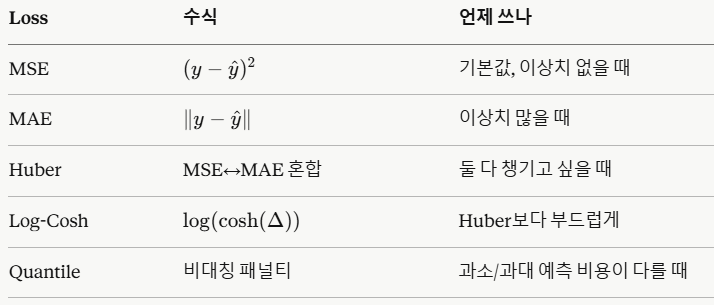 Loss 수식 언제 쓰나
MSE (y − ŷ)² 기본값, 이상치 없을 때
MAE ‖y − ŷ‖ 이상치 많을 때
Huber MSE↔MAE 혼합 둘 다 챙기고 싶을 때
Log-Cosh log(cosh(Δ)) Huber보다 부드럽게
Quantile 비대칭 패널티 과소/과대 예측 비용이 다를 때